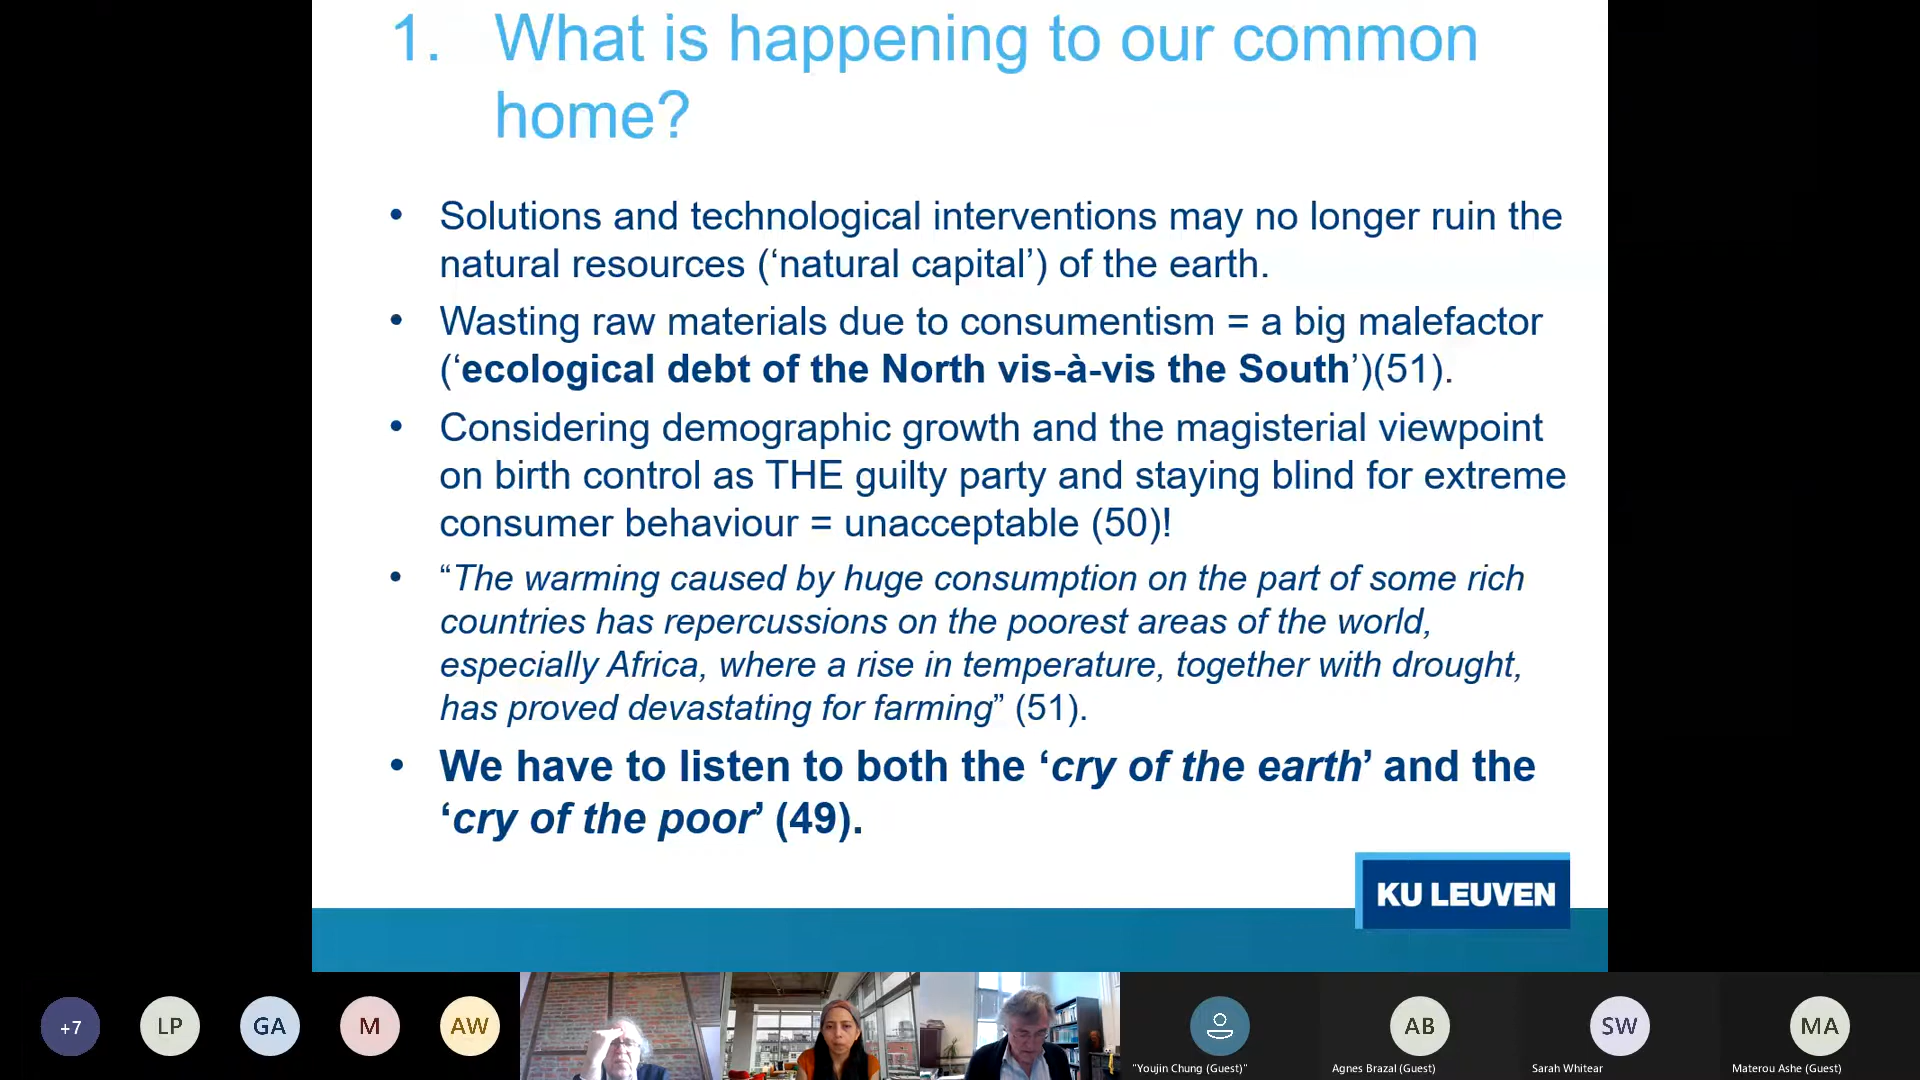 1. What is happening to our common
home?
• Solutions and technological interventions may no longer ruin the
natural resources (‘natural capital’) of the earth.
• Wasting raw materials due to consumentism = a big malefactor
(‘ecological debt of the North vis-à-vis the South’)(51).
• Considering demographic growth and the magisterial viewpoint
on birth control as THE guilty party and staying blind for extreme
consumer behaviour = unacceptable (50)!
• “The warming caused by huge consumption on the part of some rich
countries has repercussions on the poorest areas of the world,
especially Africa, where a rise in temperature, together with drought,
has proved devastating for farming” (51).
• We have to listen to both the ‘cry of the earth’ and the
‘cry of the poor’ (49).
KU LEUVEN
+7 LP GA M AW AB SW MA
"Youjin Chung (Guest)" Agnes Brazal (Guest) Sarah Whitear Materou Ashe (Guest)